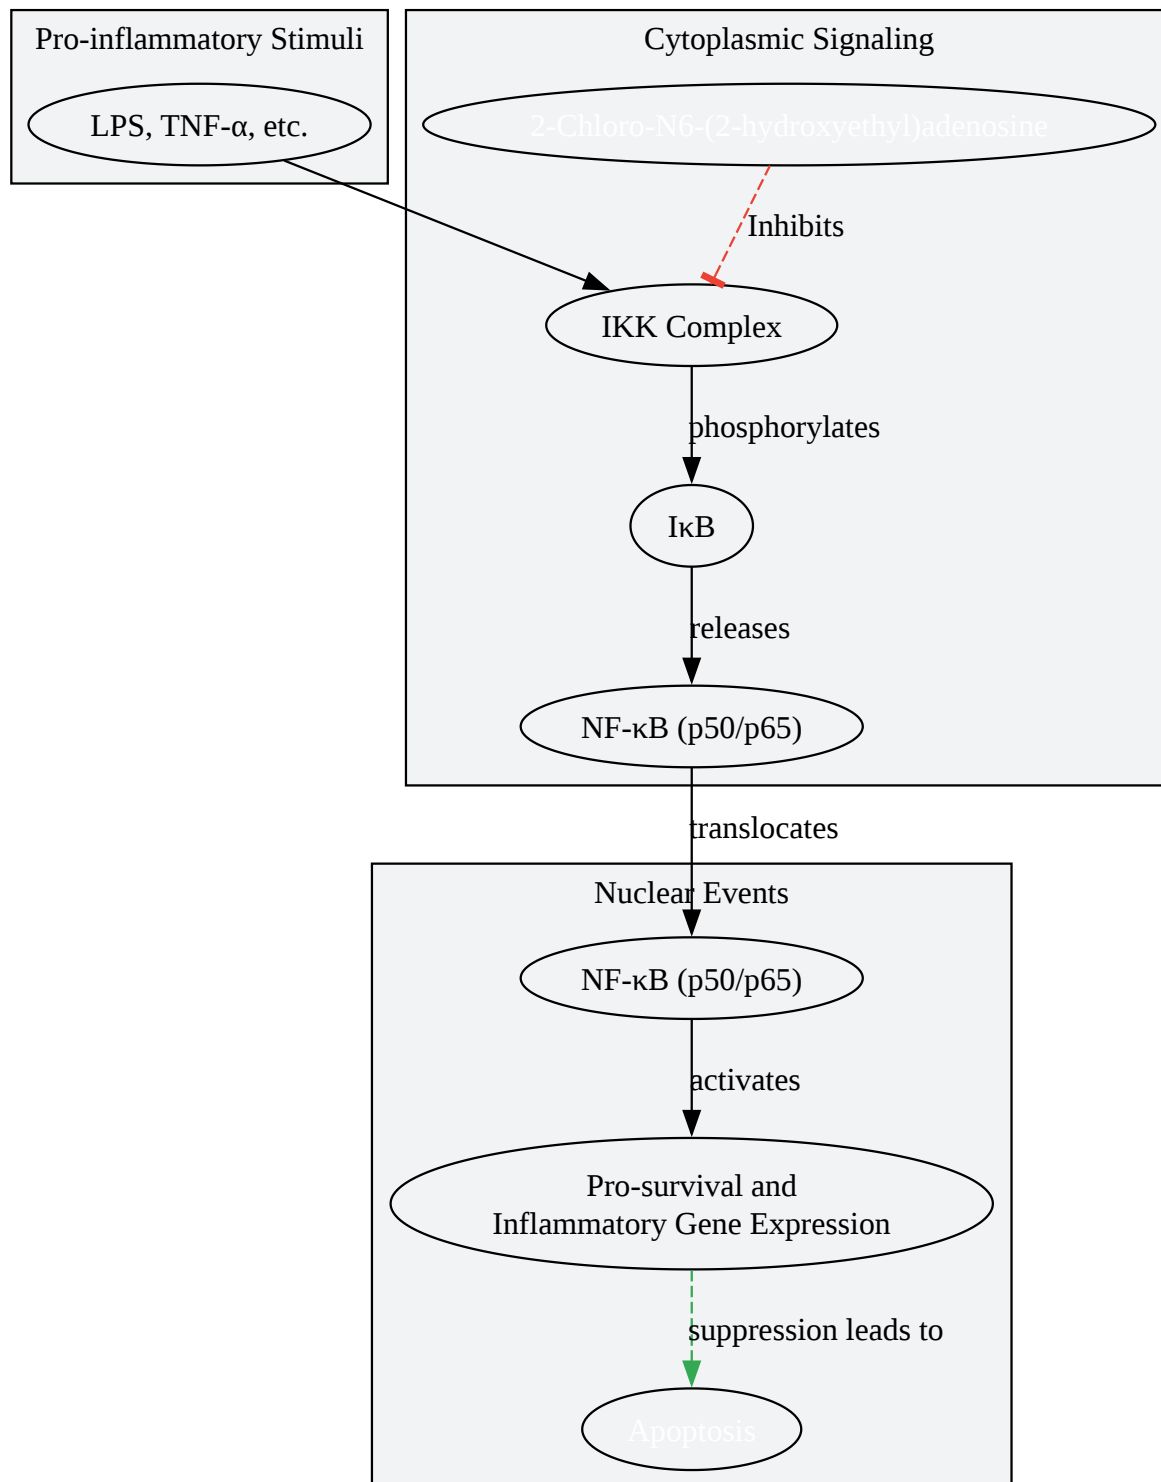 Pro-inflammatory Stimuli
LPS, TNF-α, etc.
Cytoplasmic Signaling
2-Chloro-N6-(2-hydroxyethyl)adenosine
Inhibits
IKK Complex
phosphorylates
IκB
releases
NF-κB (p50/p65)
translocates
Nuclear Events
NF-κB (p50/p65)
activates
Pro-survival and
Inflammatory Gene Expression
suppression leads to
Apoptosis